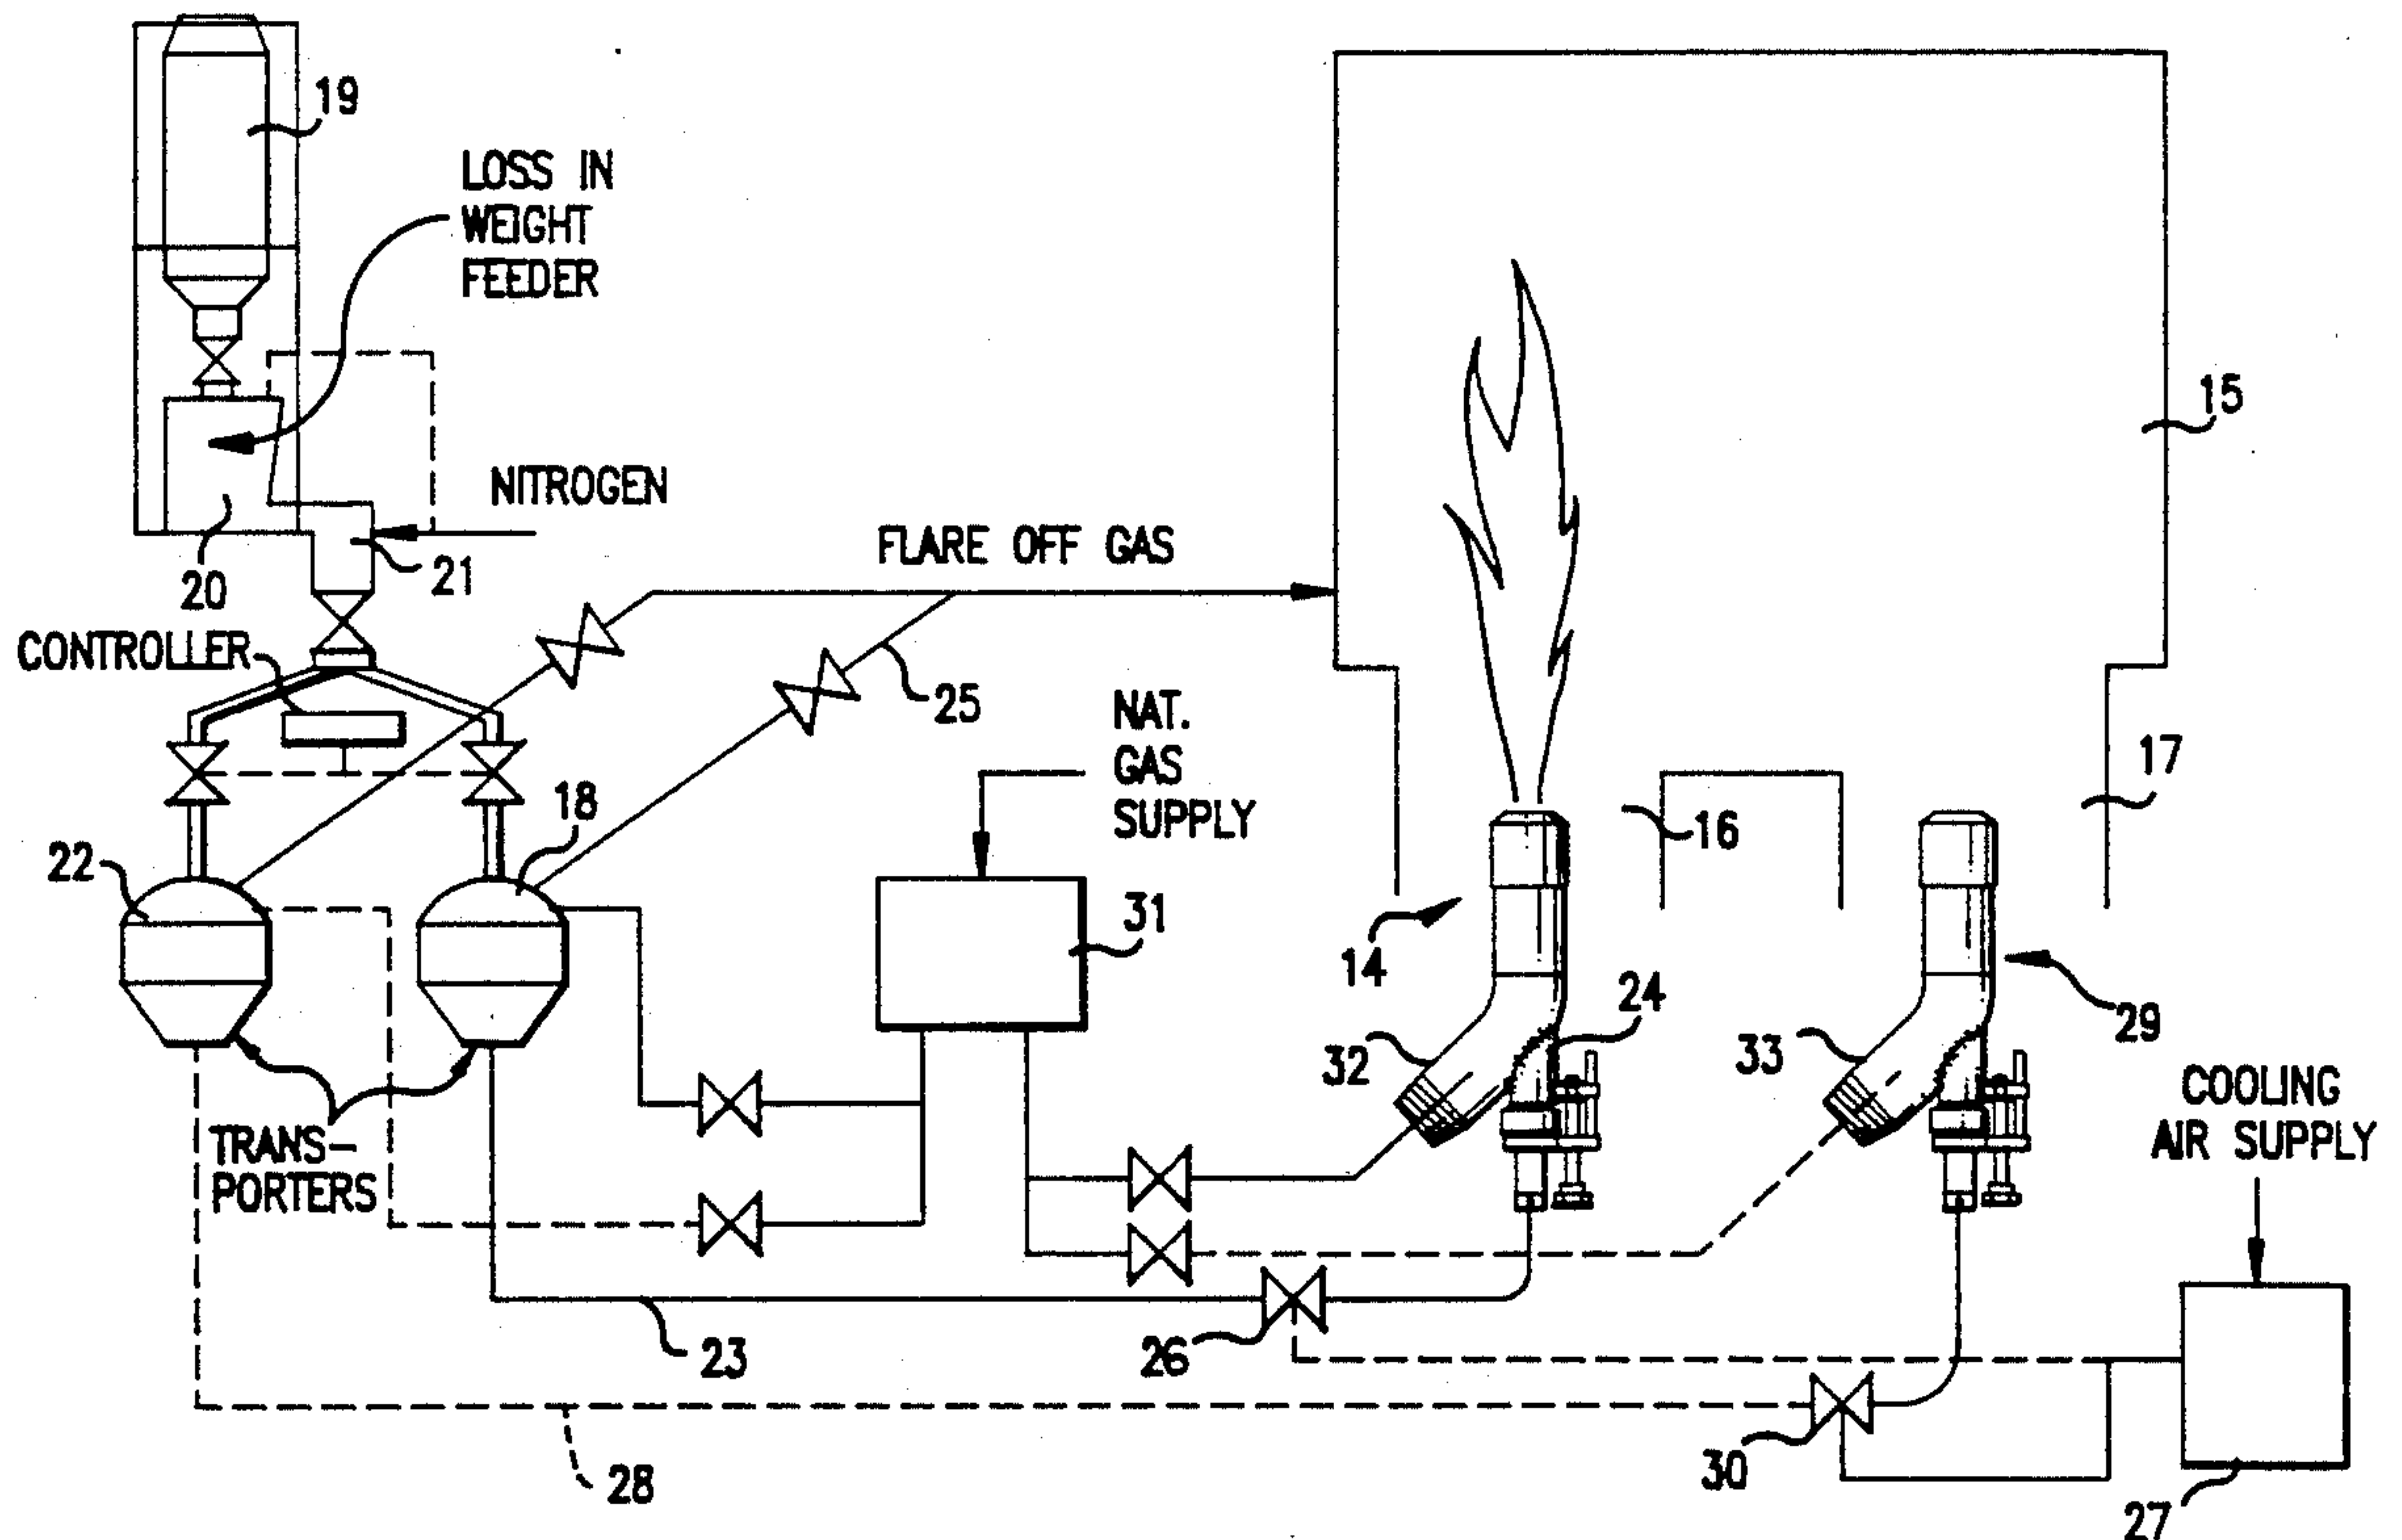 19
LOSS IN
WEIGHT
FEEDER
15
NITROGEN
FLARE OFF GAS
20
21
CONTROLLER
25
NAT.
GAS
SUPPLY
17
18
16
22
31
14
24
29
32
33
COOLING
AIR SUPPLY
TRANS-
PORTERS
23
26
30
28
27